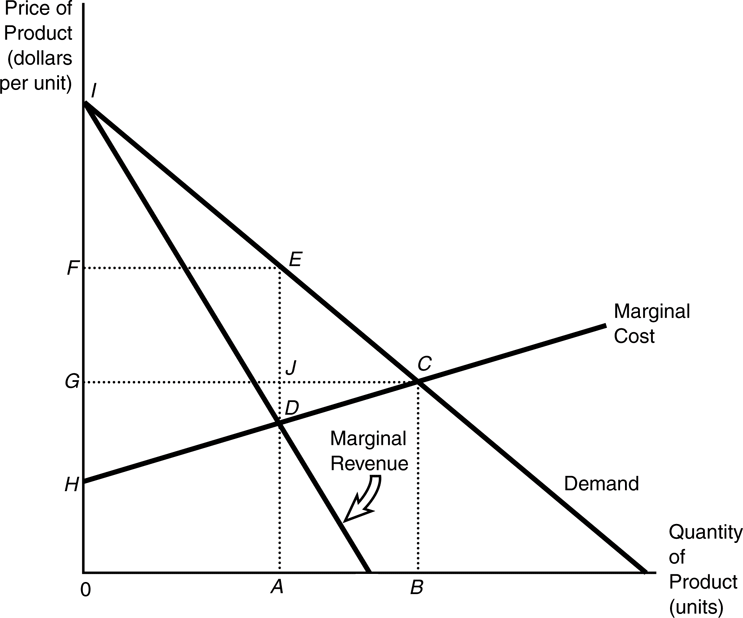 Price of
Product
(dollars
per unit)
I
F
E
Marginal
Cost
G
J
C
D
Marginal
Revenue
H
Demand
Quantity
of
Product
(units)
0
A
B